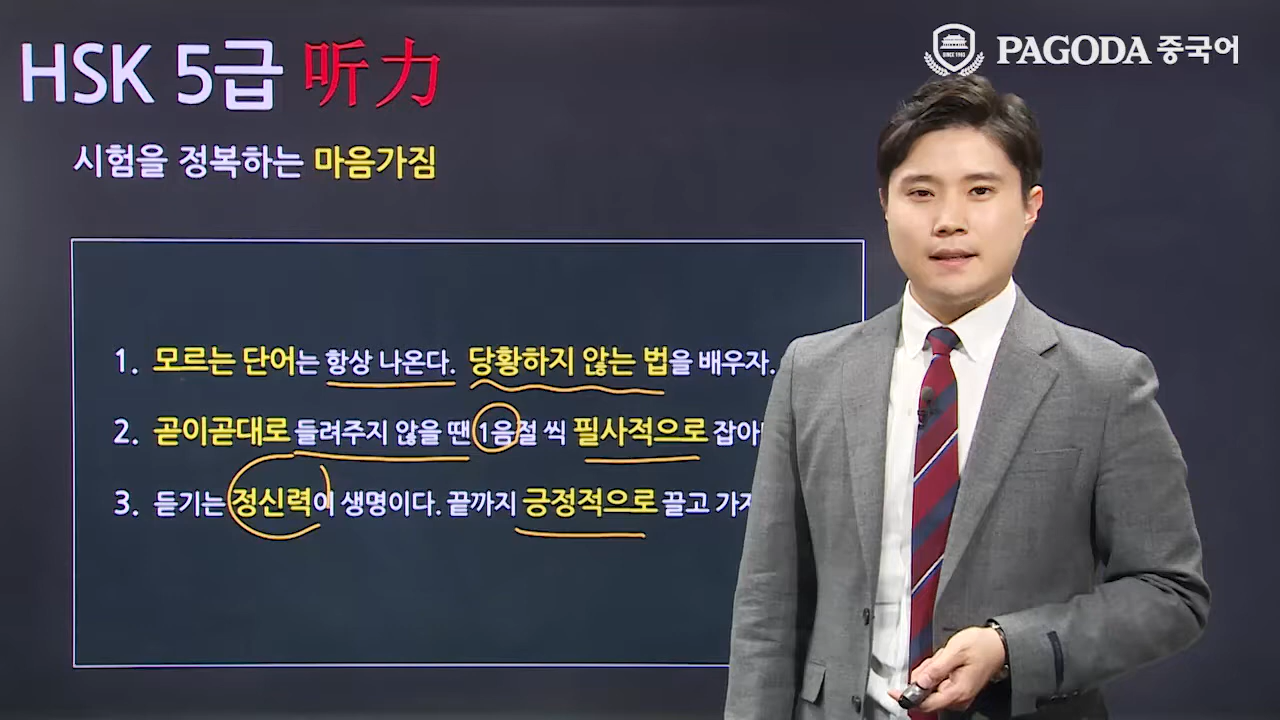 HSK 5급 听力
SINCE 1983
PAGODA 중국어
시험을 정복하는 마음가짐
1. 모르는 단어는 항상 나온다. 당황하지 않는 법을 배우자.
2. 곧이곧대로 들려주지 않을 땐 1음절 씩 필사적으로 잡아
3. 듣기는 정신력이 생명이다. 끝까지 긍정적으로 끌고 가